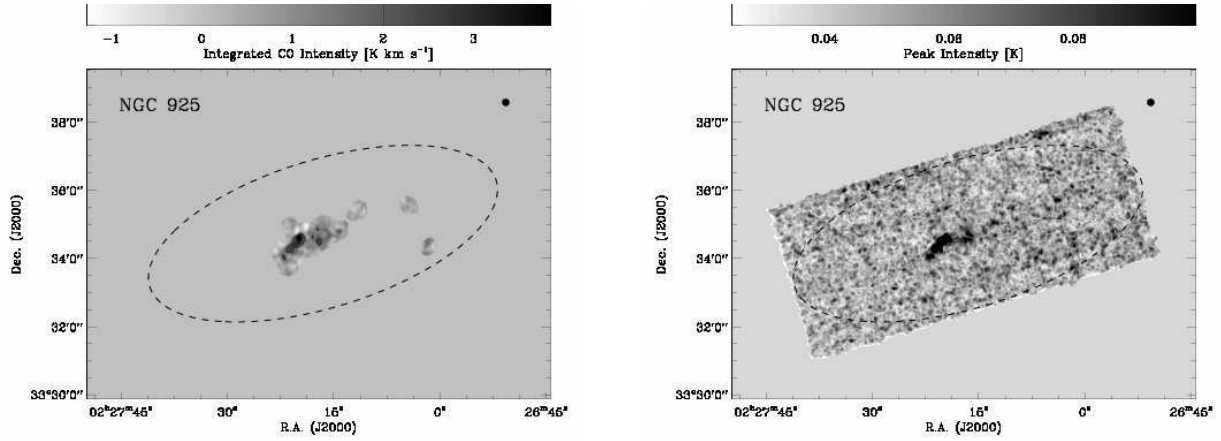 −1 0 1 2 3
Integrated CO Intensity [K km s⁻¹]
NGC 925
38'0"
36'0"
34'0"
32'0"
33°30'0"
02ʰ27ᵐ45ˢ 30ˢ 15ˢ 0ˢ 26ᵐ45ˢ
R.A. (J2000)
Dec. (J2000)
0.04 0.06 0.08
Peak Intensity [K]
NGC 925
38'0"
36'0"
34'0"
32'0"
33°30'0"
02ʰ27ᵐ45ˢ 30ˢ 15ˢ 0ˢ 26ᵐ45ˢ
R.A. (J2000)
Dec. (J2000)